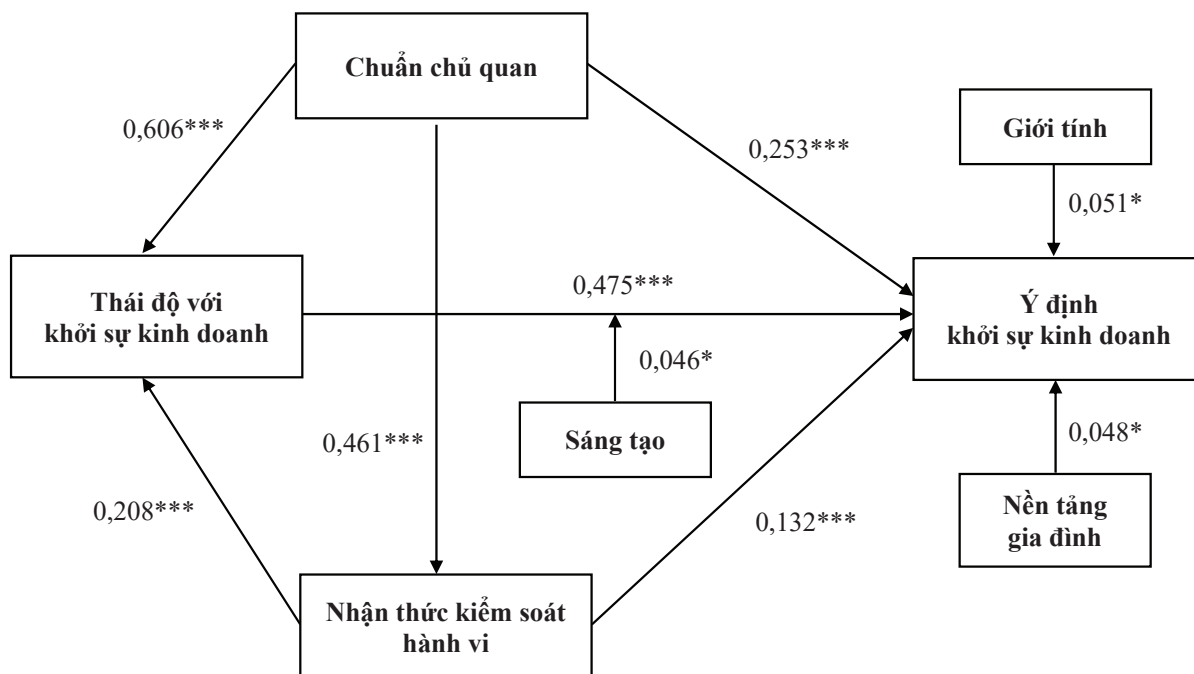 Chuẩn chủ quan
0,606***
0,253***
Giới tính
0,051*
Thái độ với
khởi sự kinh doanh
0,475***
Ý định
khởi sự kinh doanh
0,046*
Sáng tạo
0,461***
0,048*
0,208***
0,132***
Nền tảng
gia đình
Nhận thức kiểm soát
hành vi